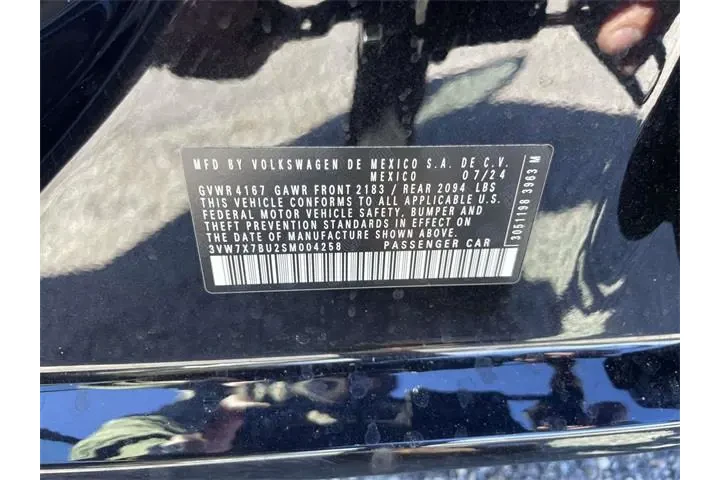 MFD BY VOLKSWAGEN DE MEXICO S.A. DE C.V.
MEXICO 07/24
GVWR 4167 GAWR FRONT 2183 / REAR 2094 LBS
THIS VEHICLE CONFORMS TO ALL APPLICABLE U.S.
FEDERAL MOTOR VEHICLE SAFETY, BUMPER AND
THEFT PREVENTION STANDARDS IN EFFECT ON
THE DATE OF MANUFACTURE SHOWN ABOVE.
3VW7X7BU2SM004258 PASSENGER CAR
3051198 3963 M